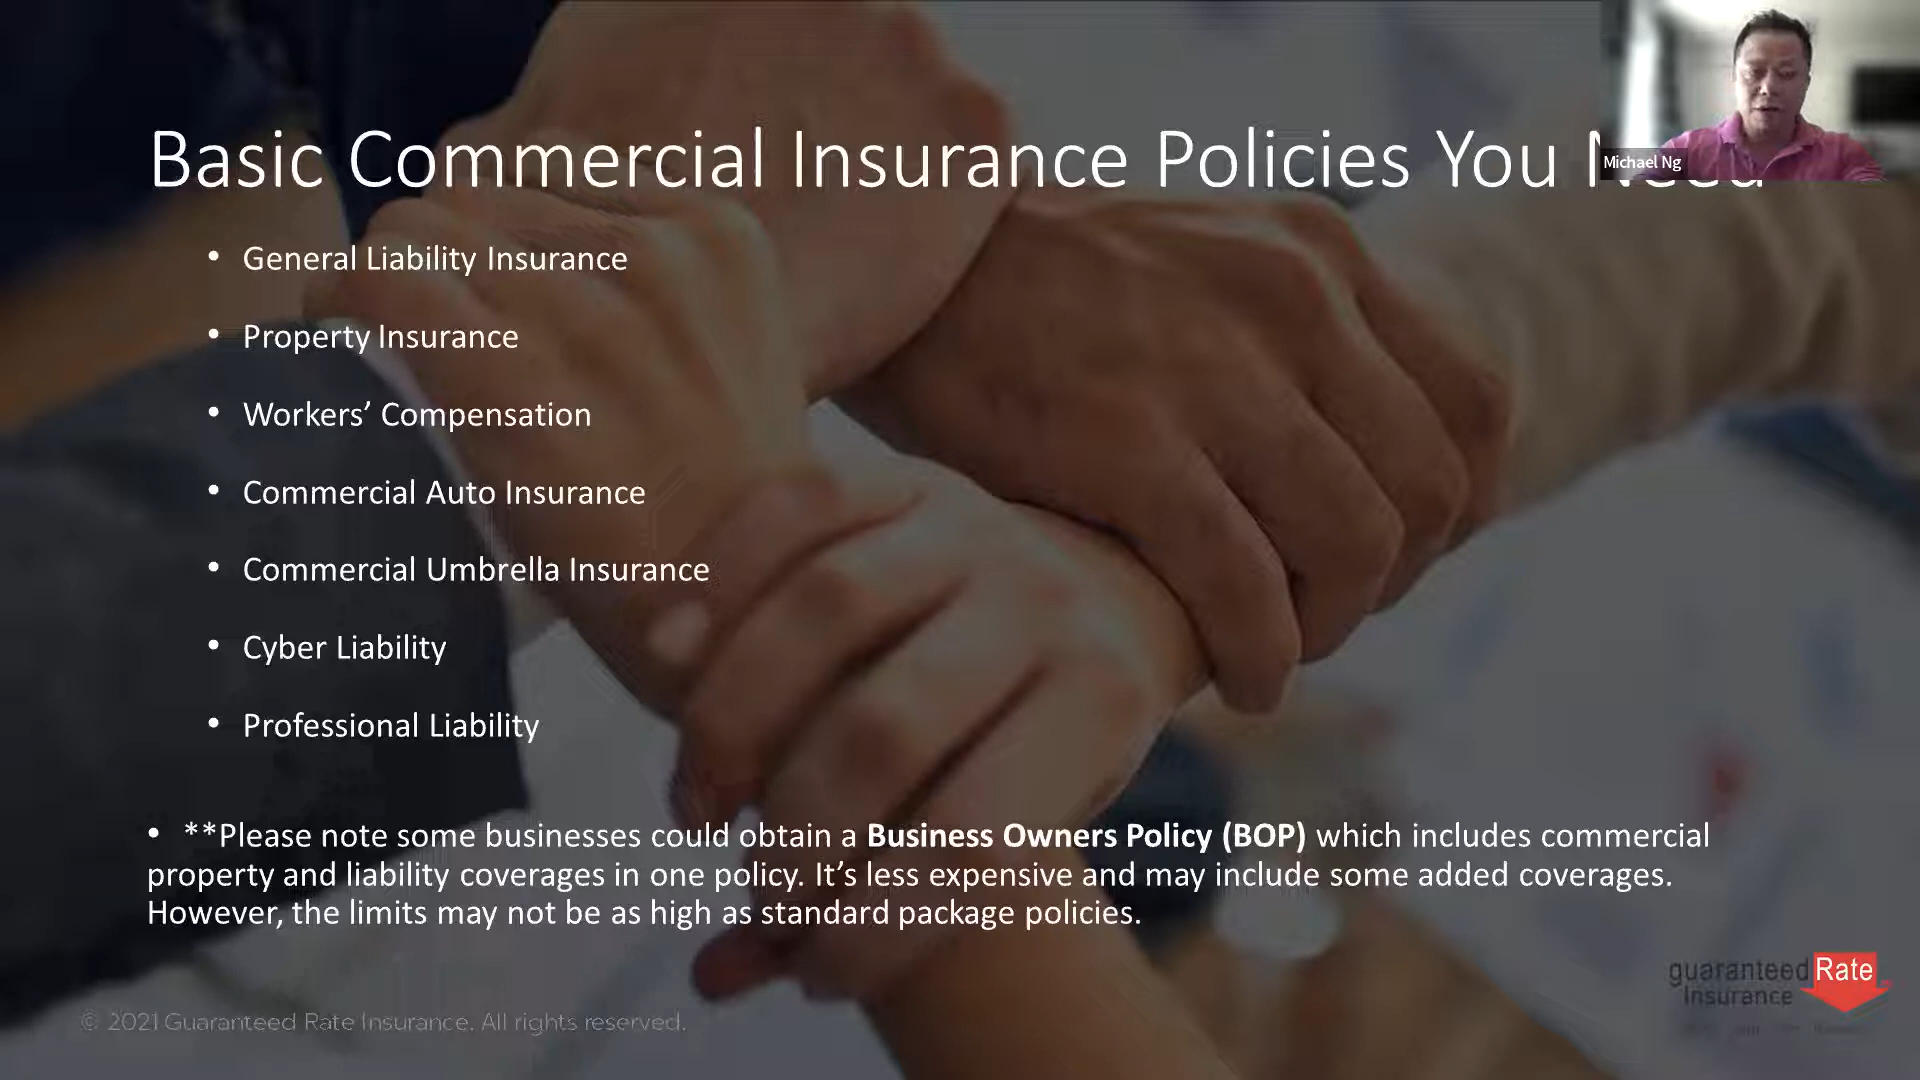 Basic Commercial Insurance Policies You Need
Michael Ng
• General Liability Insurance
• Property Insurance
• Workers’ Compensation
• Commercial Auto Insurance
• Commercial Umbrella Insurance
• Cyber Liability
• Professional Liability
• **Please note some businesses could obtain a Business Owners Policy (BOP) which includes commercial
property and liability coverages in one policy. It’s less expensive and may include some added coverages.
However, the limits may not be as high as standard package policies.
guaranteed Rate
Insurance
© 2021 Guaranteed Rate Insurance. All rights reserved.